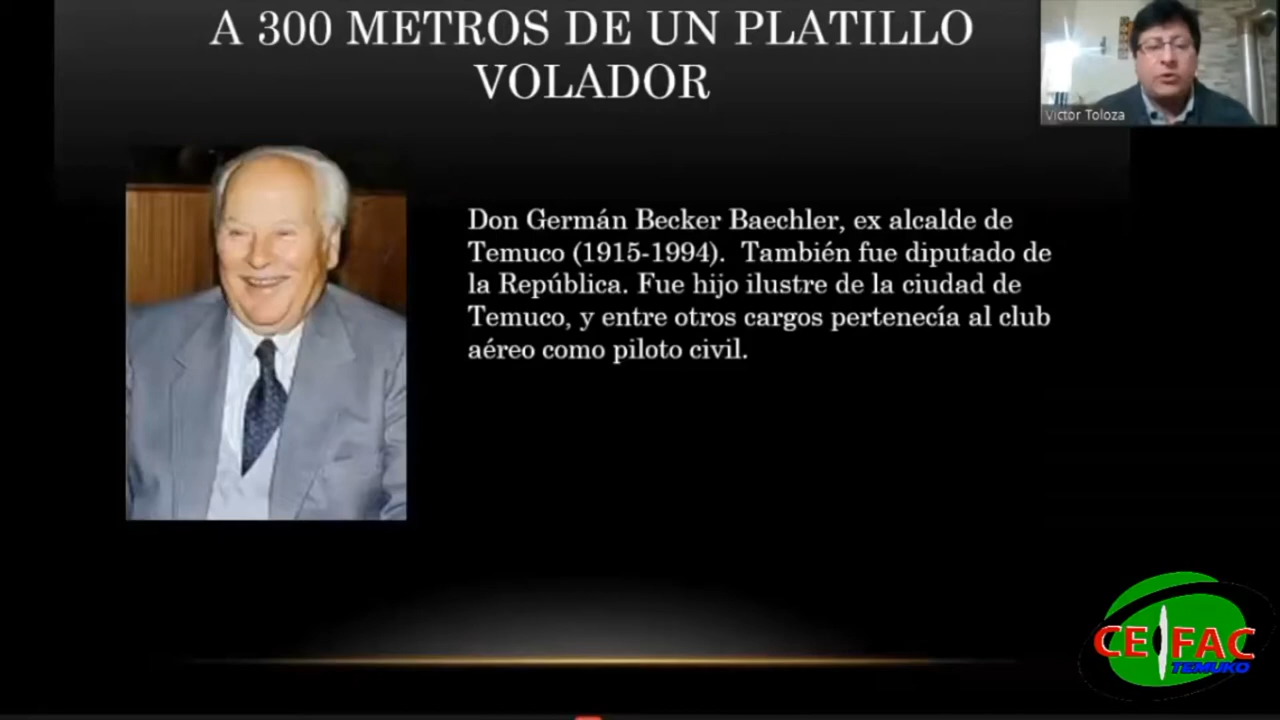 A 300 METROS DE UN PLATILLO
VOLADOR
Victor Toloza
Don Germán Becker Baechler, ex alcalde de
Temuco (1915-1994).  También fue diputado de
la República. Fue hijo ilustre de la ciudad de
Temuco, y entre otros cargos pertenecía al club
aéreo como piloto civil.
CEIFAC
TEMUKO